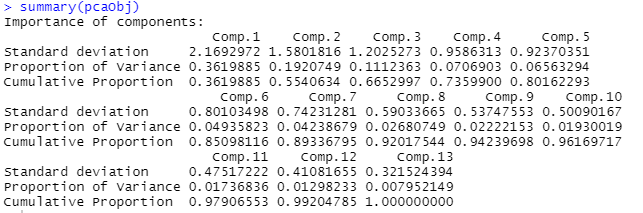 > summary(pcaObj)
Importance of components:
Comp.1 Comp.2 Comp.3 Comp.4 Comp.5
Standard deviation 2.1692972 1.5801816 1.2025273 0.9586313 0.92370351
Proportion of Variance 0.3619885 0.1920749 0.1112363 0.0706903 0.06563294
Cumulative Proportion 0.3619885 0.5540634 0.6652997 0.7359900 0.80162293
Comp.6 Comp.7 Comp.8 Comp.9 Comp.10
Standard deviation 0.80103498 0.74231281 0.59033665 0.53747553 0.50090167
Proportion of Variance 0.04935823 0.04238679 0.02680749 0.02222153 0.01930019
Cumulative Proportion 0.85098116 0.89336795 0.92017544 0.94239698 0.96169717
Comp.11 Comp.12 Comp.13
Standard deviation 0.47517222 0.41081655 0.321524394
Proportion of Variance 0.01736836 0.01298233 0.007952149
Cumulative Proportion 0.97906553 0.99204785 1.000000000